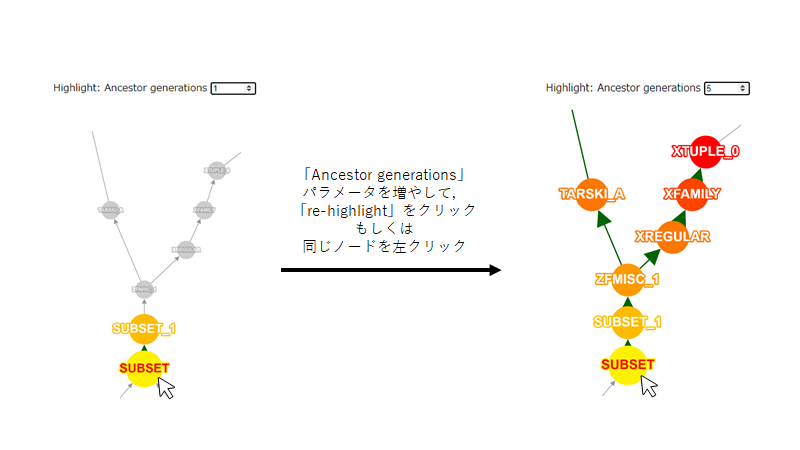 Highlight: Ancestor generations 1
XTUPLE_0
TARSKI_A
XFAMILY
XREGULAR
ZFMISC_1
SUBSET_1
SUBSET
「Ancestor generations」
パラメータを増やして,
「re-highlight」をクリック
もしくは
同じノードを左クリック
Highlight: Ancestor generations 5
XTUPLE_0
TARSKI_A
XFAMILY
XREGULAR
ZFMISC_1
SUBSET_1
SUBSET